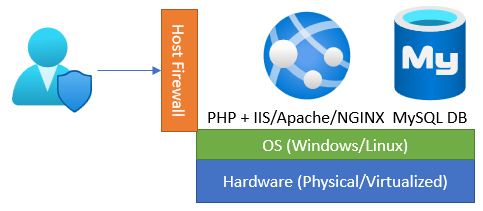 Host Firewall
My
PHP + IIS/Apache/NGINX MySQL DB
OS (Windows/Linux)
Hardware (Physical/Virtualized)